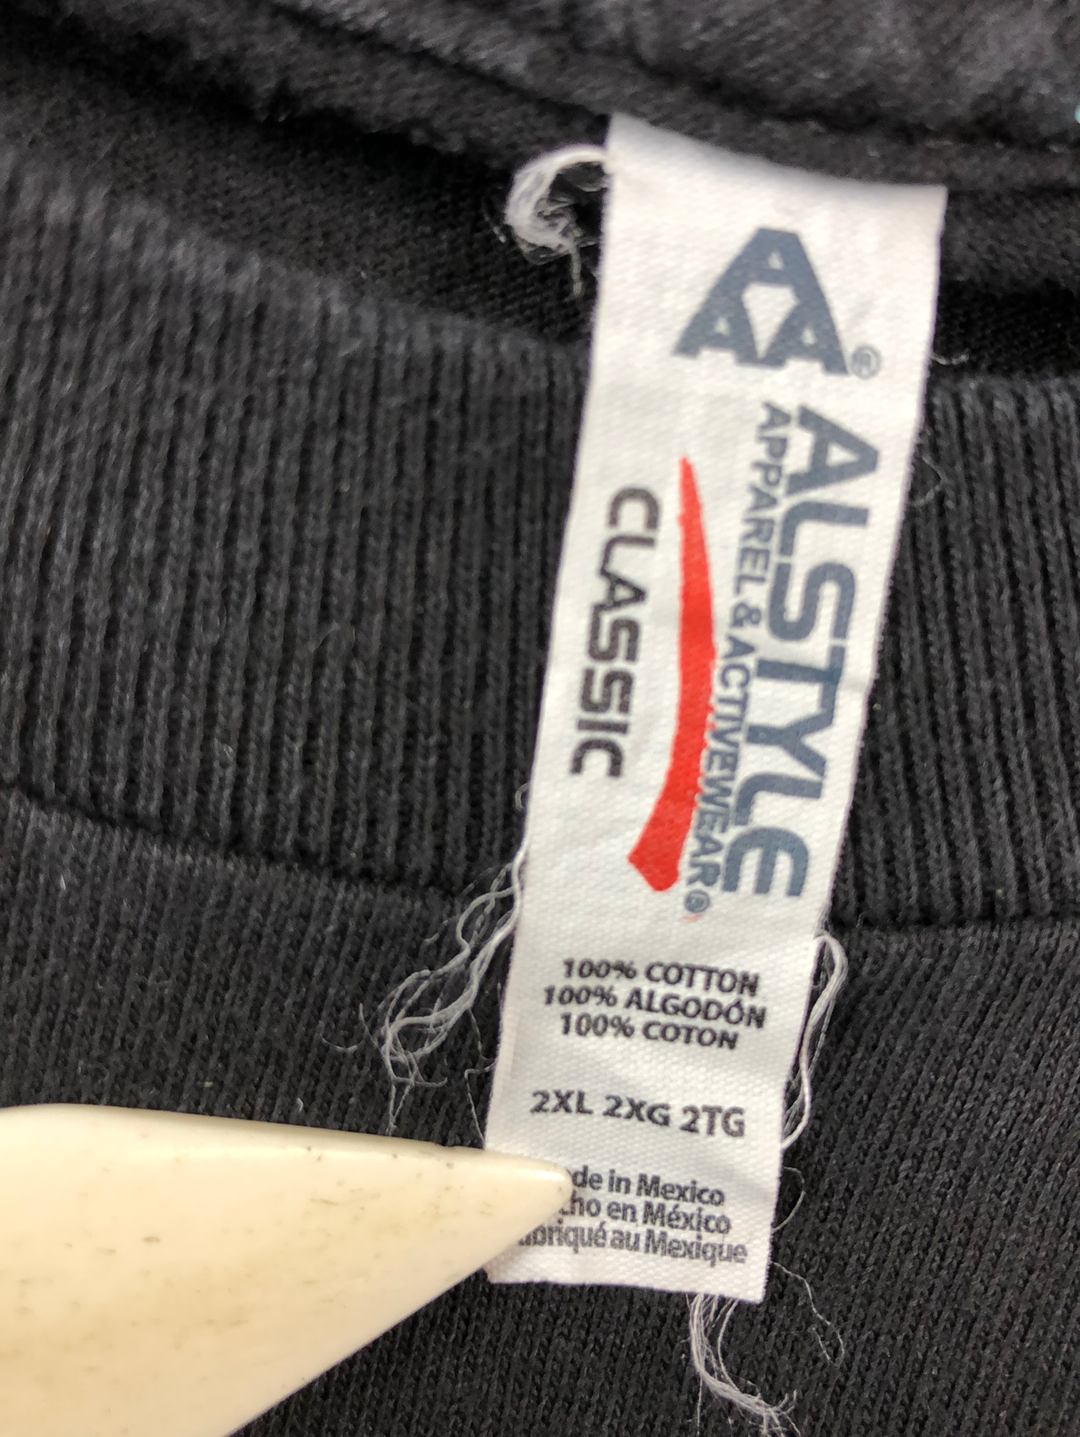 AAA®
ALSTYLE
APPAREL & ACTIVEWEAR®
CLASSIC
100% COTTON
100% ALGODÓN
100% COTON
2XL 2XG 2TG
in Mexico
en México
au Mexique